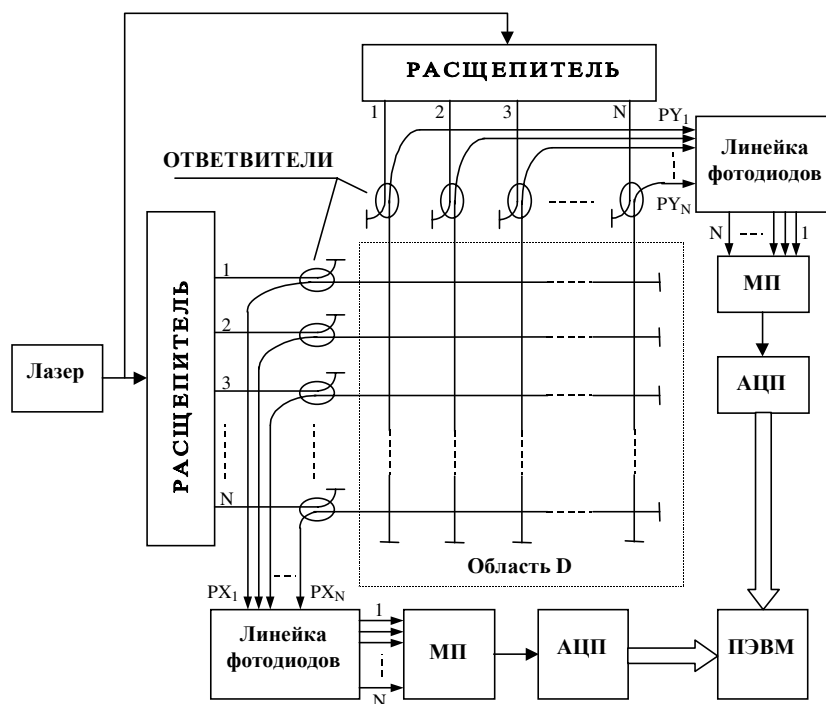 РАСЩЕПИТЕЛЬ
1 2 3 N
PY1
ОТВЕТВИТЕЛИ
Линейка
фотодиодов
PYN
N 1
МП
АЦП
РАСЩЕПИТЕЛЬ
1
2
3
N
Лазер
Область D
PX1 PXN
Линейка
фотодиодов
1
N
МП
АЦП
ПЭВМ